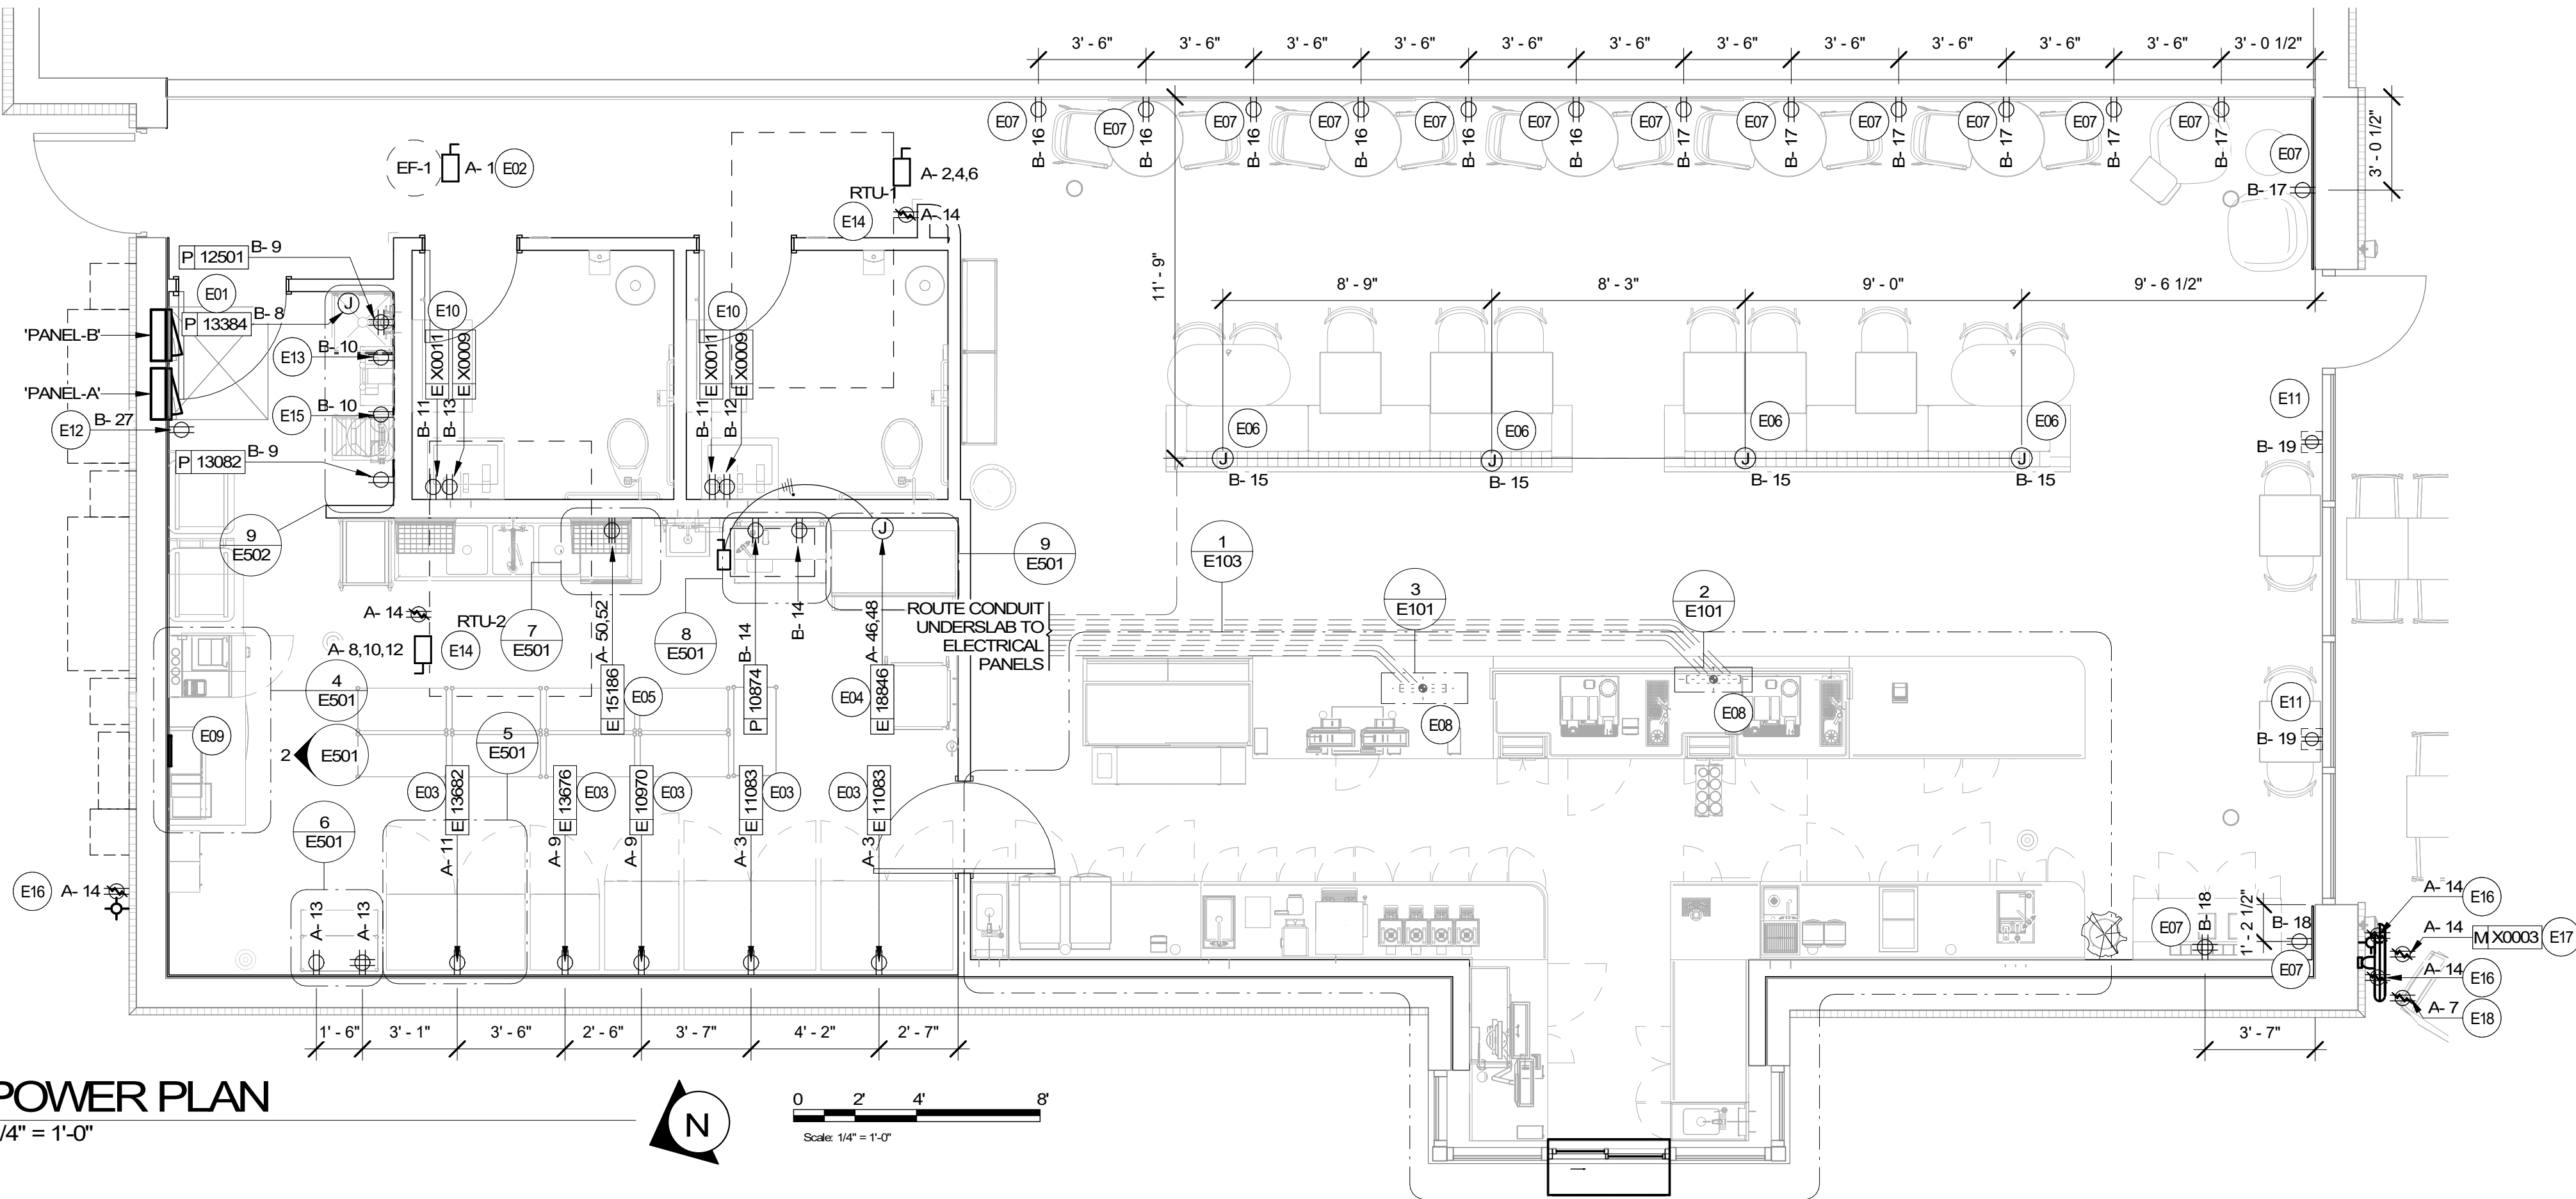 3' - 6" 3' - 6" 3' - 6" 3' - 6" 3' - 6" 3' - 6" 3' - 6" 3' - 6" 3' - 6" 3' - 6" 3' - 6" 3' - 0 1/2"
E07 E07 E07 E07 E07 E07 E07 E07 E07 E07 E07 E07 E07
B- 16 B- 16 B- 16 B- 16 B- 16 B- 16 B- 17 B- 17 B- 17 B- 17 B- 17 B- 17
B- 17
3' - 0 1/2"
EF-1 A- 1 E02
A- 2,4,6
RTU-1
E14 A- 14
P 12501 B- 9
E01
P 13384 B- 8
J
'PANEL-B'
E13 B- 10
'PANEL-A'
E15 B- 10
E12 B- 27
P 13082 B- 9
E10
E X0011
E X0009
B- 11
B- 13
E10
E X0011
E X0009
B- 11
B- 12
11' - 9"
8' - 9" 8' - 3" 9' - 0" 9' - 6 1/2"
E06 E06 E06 E06
J J J J
B- 15 B- 15 B- 15 B- 15
E11
B- 19
9
E502
J
9
E501
1
E103
ROUTE CONDUIT
UNDERSLAB TO
ELECTRICAL
PANELS
3
E101
2
E101
A- 14
RTU-2
A- 8,10,12
E14
7
E501
A- 50,52
E 15186
E05
8
E501
B- 14
P 10874
B- 14
A- 46,48
E 18846
E04
E08
E08
E11
B- 19
4
E501
E09
2
E501
5
E501
E03 E 13682
A- 11
E 13676 E03
A- 9
E 10970 E03
A- 9
E 11083 E03
A- 3
E03 E 11083
A- 3
6
E501
A- 13 A- 13
E16 A- 14
E07
B- 18
1' - 2 1/2"
B- 18
E07
A- 14 E16
A- 14 M X0003 E17
A- 14 E16
A- 7 E18
3' - 7"
1' - 6" 3' - 1" 3' - 6" 2' - 6" 3' - 7" 4' - 2" 2' - 7"
POWER PLAN
/4" = 1'-0"
N
0 2' 4' 8'
Scale: 1/4" = 1'-0"